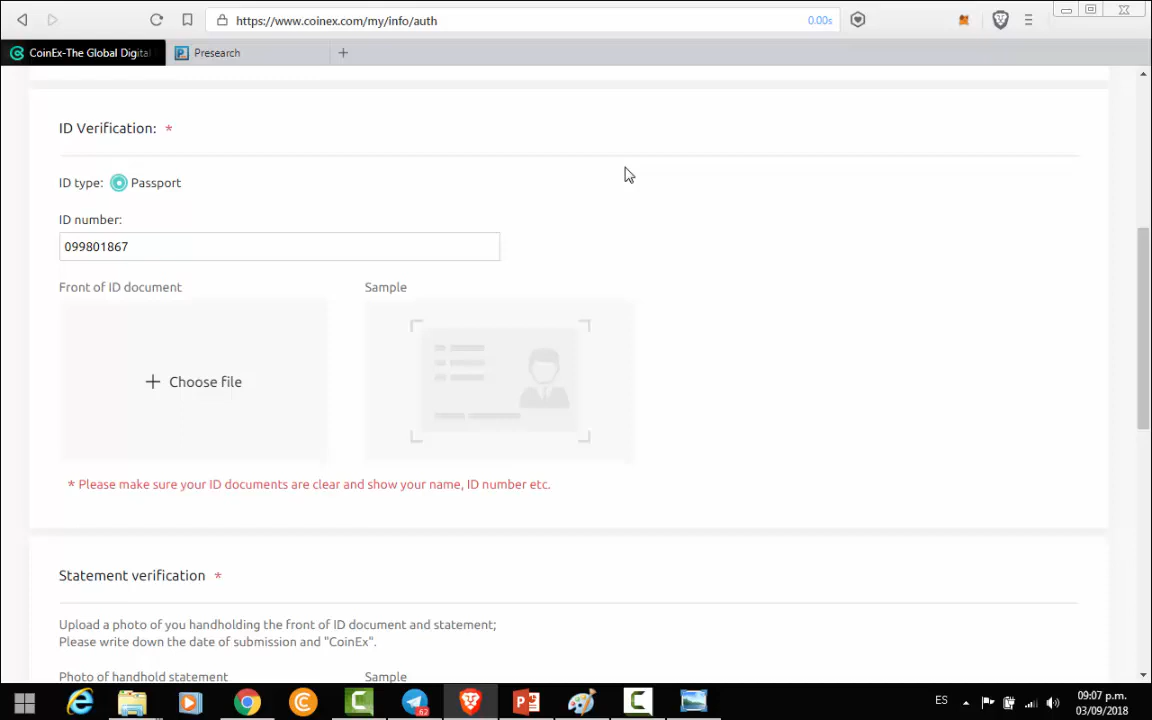 https://www.coinex.com/my/info/auth
0.00s
CoinEx-The Global Digital
Presearch
ID Verification: *
ID type: Passport
ID number:
099801867
Front of ID document
Sample
+ Choose file
* Please make sure your ID documents are clear and show your name, ID number etc.
Statement verification *
Upload a photo of you handholding the front of ID document and statement;
Please write down the date of submission and "CoinEx".
Photo of handhold statement
Sample
62
ES
09:07 p.m.
03/09/2018